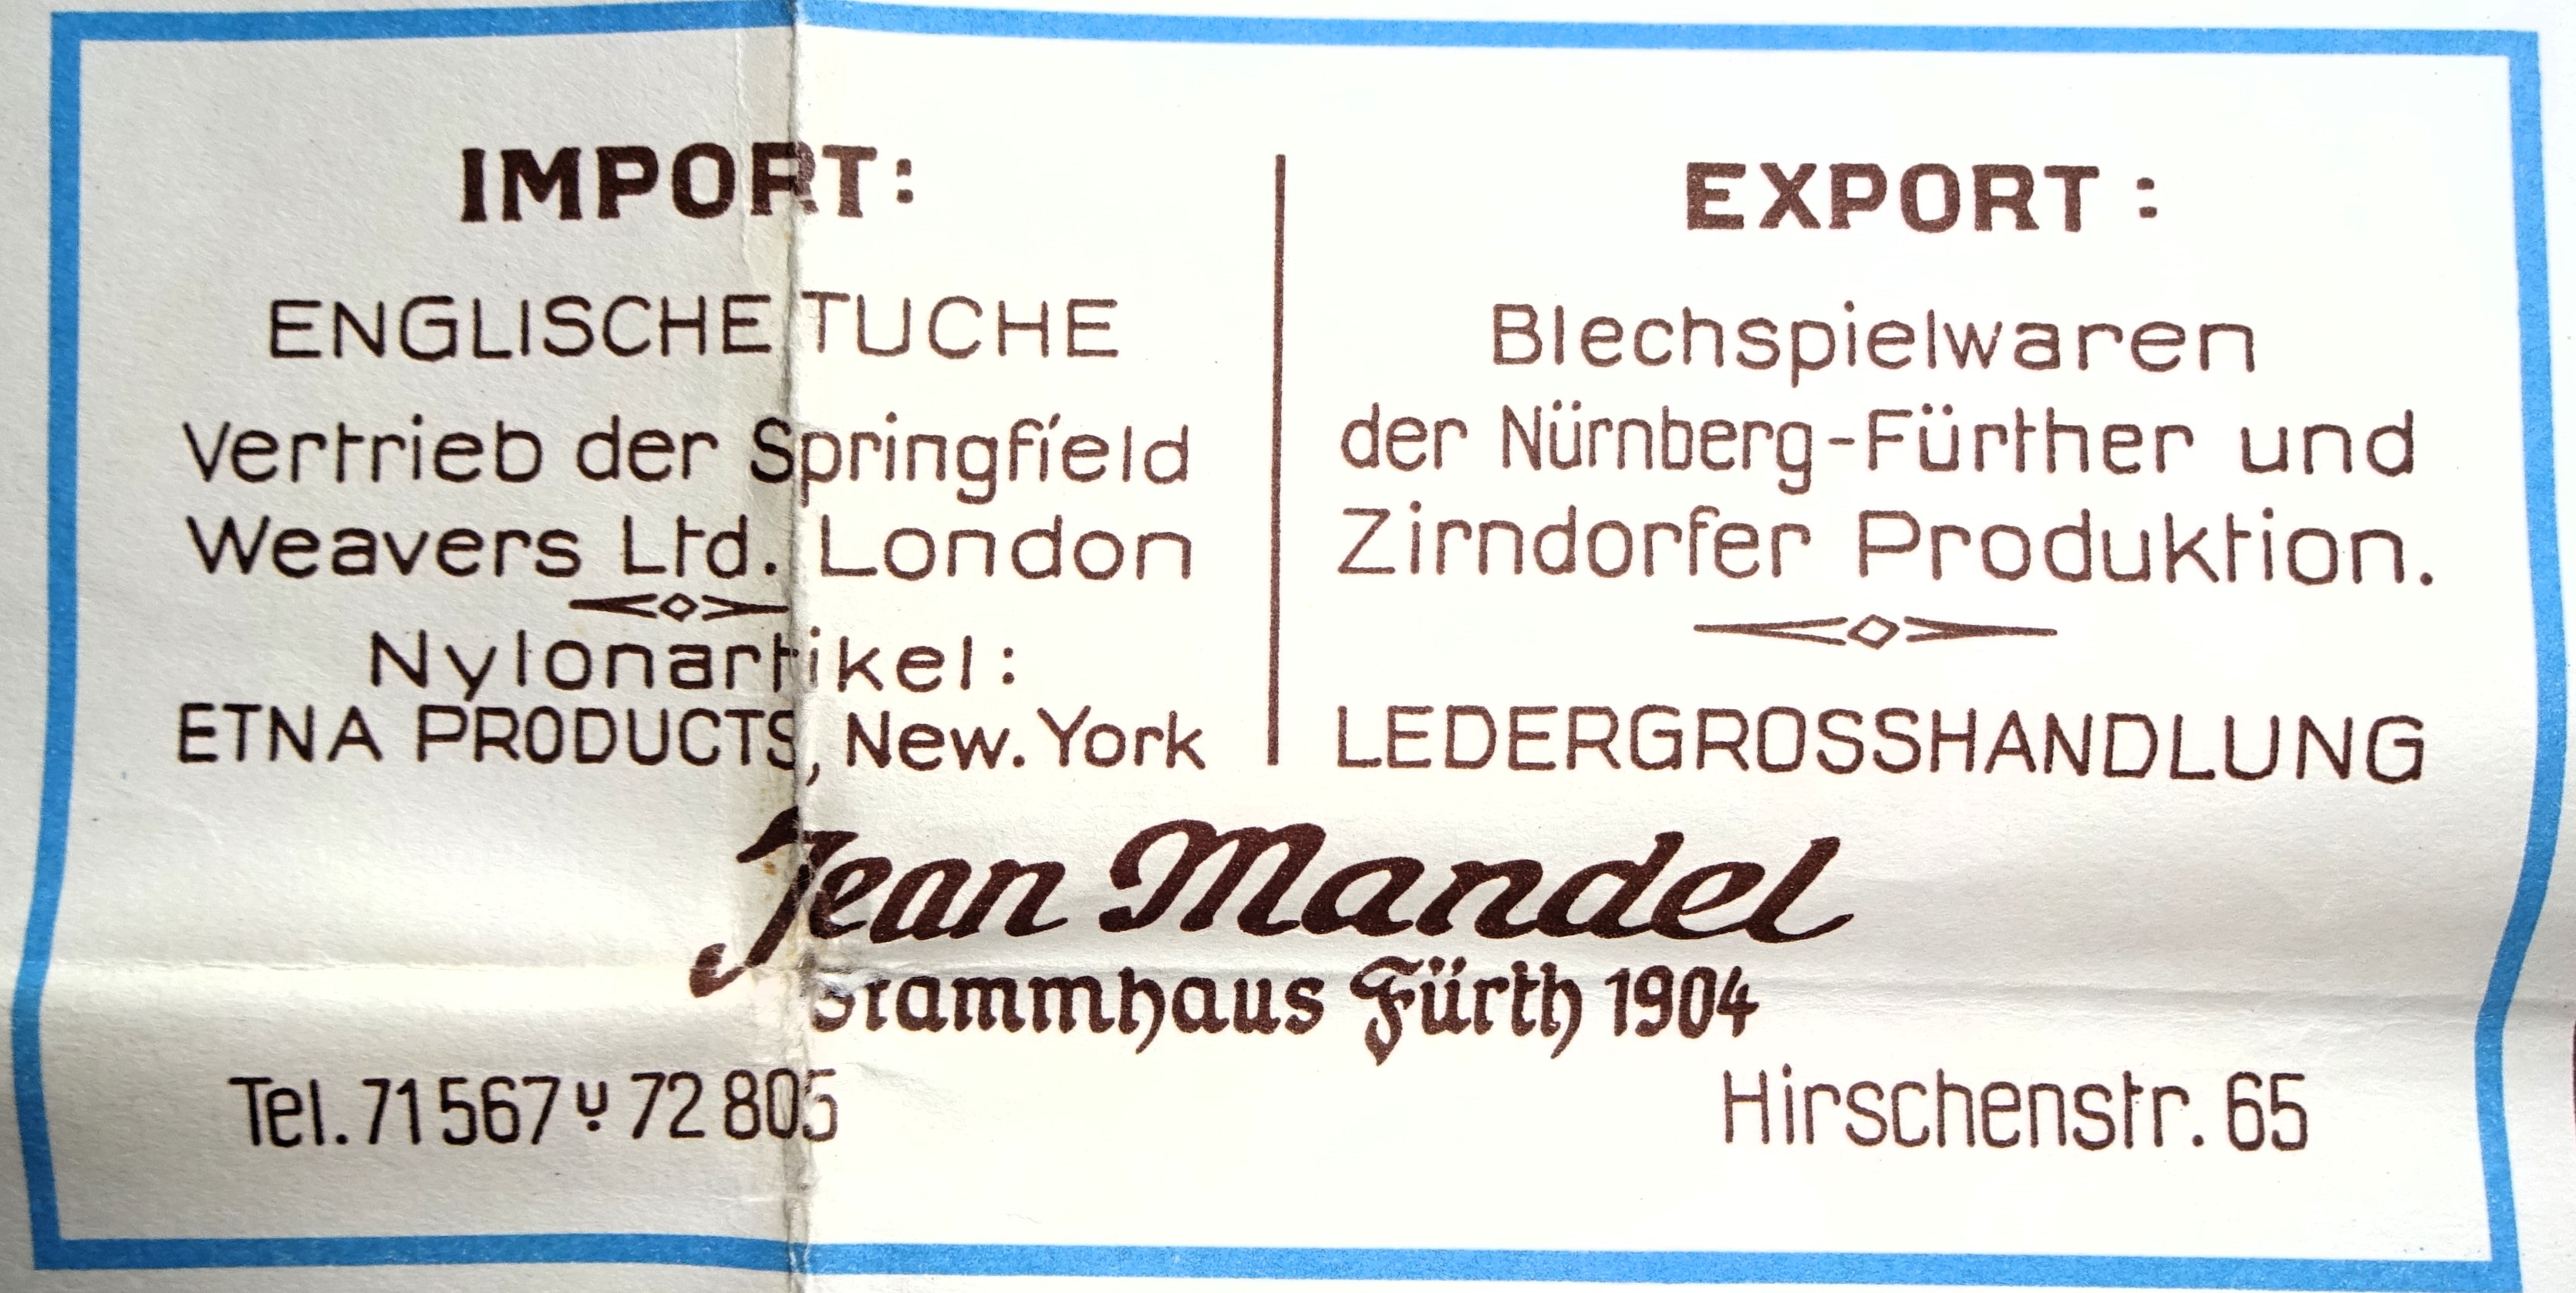 IMPORT:
ENGLISCHE TUCHE
Vertrieb der Springfield
Weavers Ltd. London
Nylonartikel:
ETNA PRODUCTS, New.York
EXPORT:
Blechspielwaren
der Nürnberg-Fürther und
Zirndorfer Produktion.
LEDERGROSSHANDLUNG
Jean Mandel
Stammhaus Fürth 1904
Tel. 71567 u 72805
Hirschenstr. 65